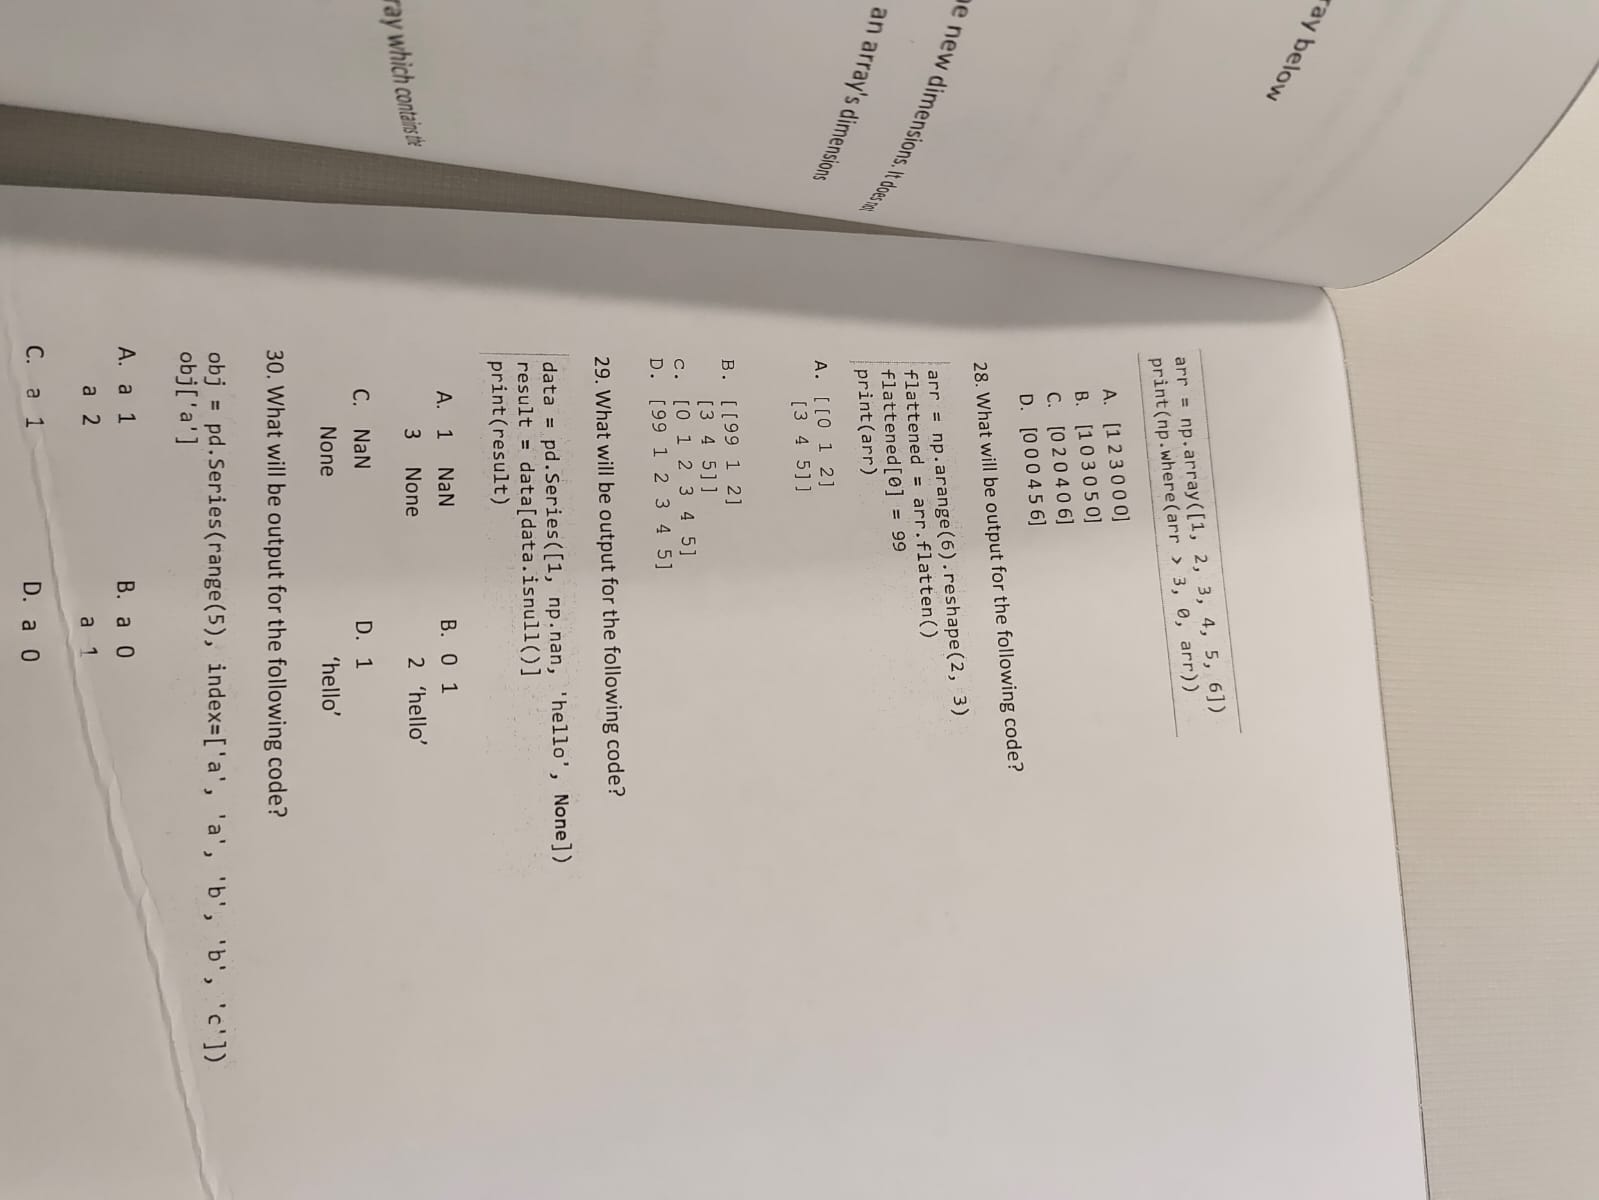 ray below
e new dimensions. It does not
an array's dimensions
ray which contains the
arr = np.array([1, 2, 3, 4, 5, 6])
print(np.where(arr > 3, 0, arr))
A. [1 2 3 0 0 0]
B. [1 0 3 0 5 0]
C. [0 2 0 4 0 6]
D. [0 0 0 4 5 6]
28. What will be output for the following code?
arr = np.arange(6).reshape(2, 3)
flattened = arr.flatten()
flattened[0] = 99
print(arr)
A. [[0 1 2]
[3 4 5]]
B. [[99 1 2]
[3 4 5]]
C. [0 1 2 3 4 5]
D. [99 1 2 3 4 5]
29. What will be output for the following code?
data = pd.Series([1, np.nan, 'hello', None])
result = data[data.isnull()]
print(result)
A. 1 NaN B. 0 1
3 None 2 ‘hello’
C. NaN D. 1
None ‘hello’
30. What will be output for the following code?
obj = pd.Series(range(5), index=['a', 'a', 'b', 'b', 'c'])
obj['a']
A. a 1 B. a 0
a 2 a 1
C. a 1 D. a 0